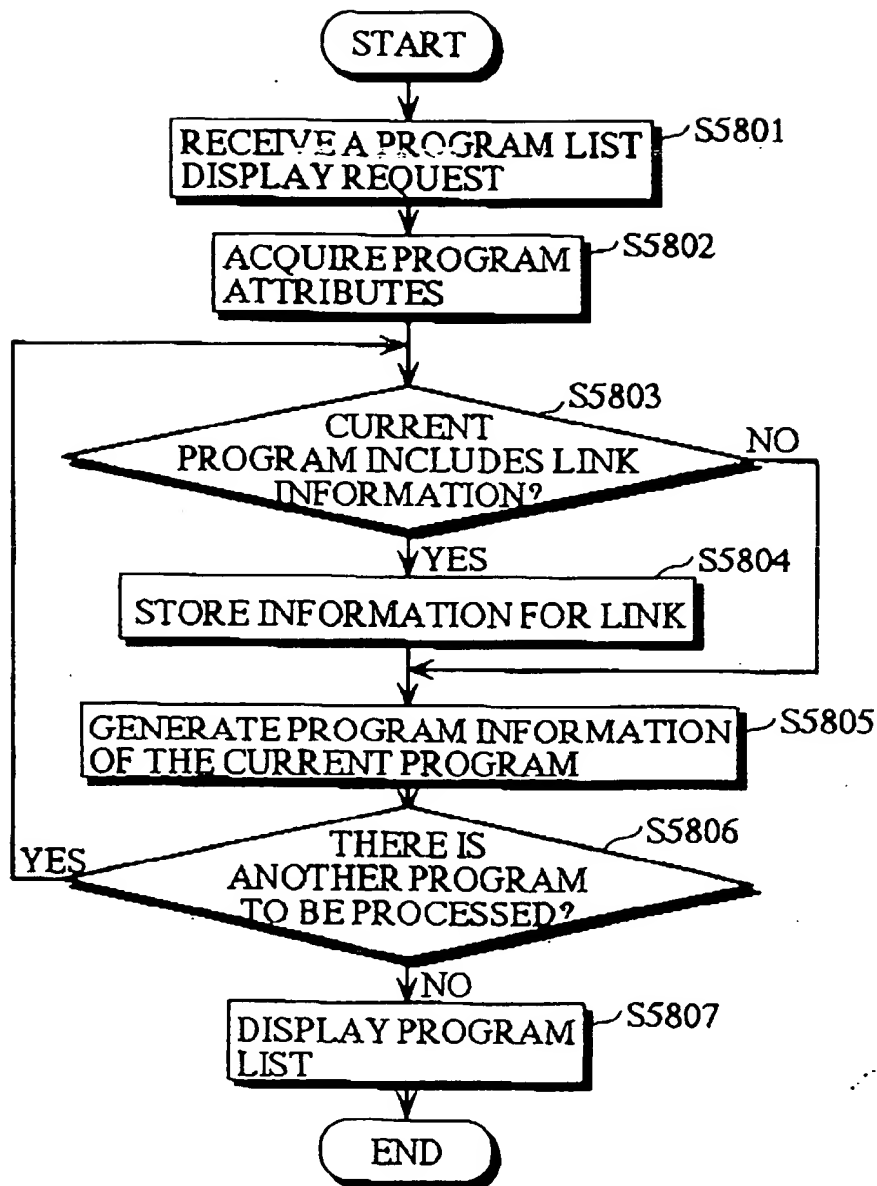 START
RECEIVE A PROGRAM LIST
DISPLAY REQUEST
S5801
ACQUIRE PROGRAM
ATTRIBUTES
S5802
CURRENT
PROGRAM INCLUDES LINK
INFORMATION?
S5803
NO
YES
STORE INFORMATION FOR LINK
S5804
GENERATE PROGRAM INFORMATION
OF THE CURRENT PROGRAM
S5805
THERE IS
ANOTHER PROGRAM
TO BE PROCESSED?
S5806
YES
NO
DISPLAY PROGRAM
LIST
S5807
END